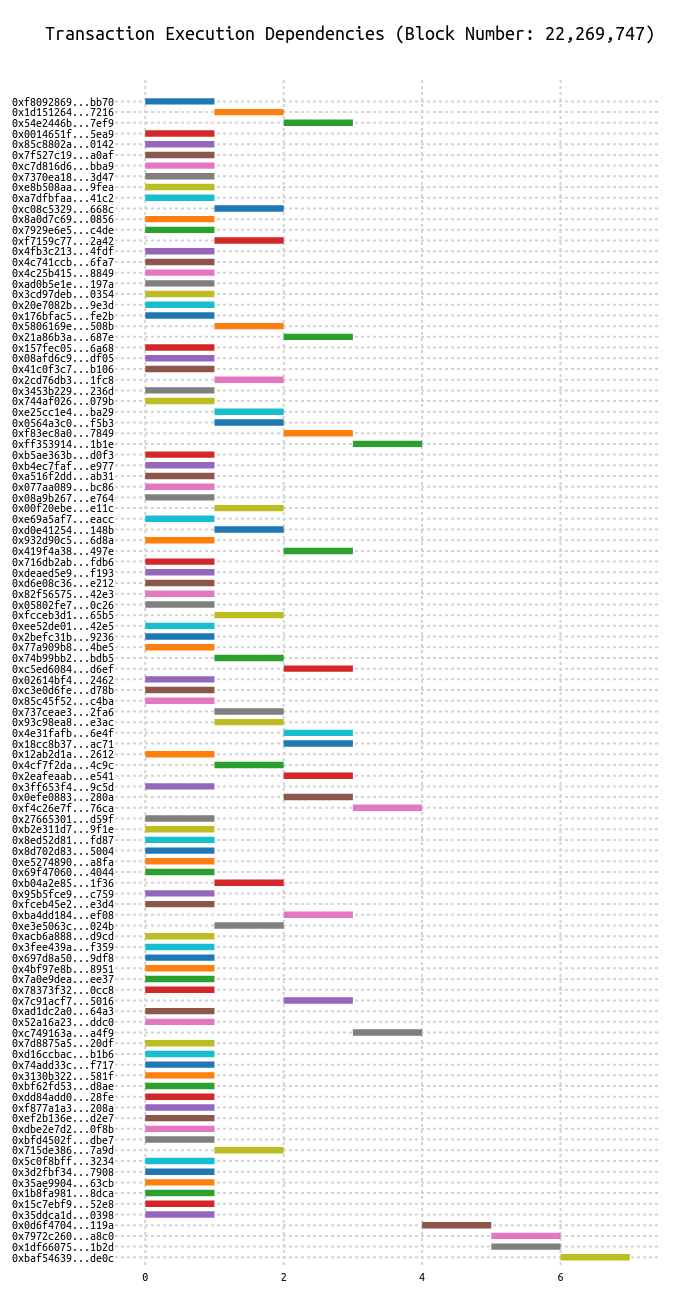 Transaction Execution Dependencies (Block Number: 22,269,747)
0xf8092869...bb70
0x1d151264...7216
0x54e2446b...7ef9
0x0014651f...5ea9
0x85c8802a...0142
0x7f527c19...a0af
0xc7d816d6...bba9
0x7370ea18...3d47
0xe8b508aa...9fea
0xa7dfbfaa...41c2
0xc08c5329...668c
0x8a0d7c69...0856
0x7929e6e5...c4de
0xf7159c77...2a42
0x4fb3c213...4fdf
0x4c741ccb...6fa7
0x4c25b415...8849
0xad0b5e1e...197a
0x3cd97deb...0354
0x20e7082b...9e3d
0x176bfac5...fe2b
0x5806169e...508b
0x21a86b3a...687e
0x157fec05...6a68
0x08afd6c9...df05
0x41c0f3c7...b106
0x2cd76db3...1fc8
0x3453b229...236d
0x744af026...079b
0xe25cc1e4...ba29
0x0564a3c0...f5b3
0xf83ec8a0...7849
0xff353914...1b1e
0xb5ae363b...d0f3
0xb4ec7faf...e977
0xa516f2dd...ab31
0x077aa089...bc86
0x08a9b267...e764
0x00f20ebe...e11c
0xe69a5af7...eacc
0xd0e41254...148b
0x932d90c5...6d8a
0x419f4a38...497e
0x716db2ab...fdb6
0xdeaed5e9...f193
0xd6e08c36...e212
0x82f56575...42e3
0x05802fe7...0c26
0xfcceb3d1...65b5
0xee52de01...42e5
0x2befc31b...9236
0x77a909b8...4be5
0x74b99bb2...bdb5
0xc5ed6084...d6ef
0x02614bf4...2462
0xc3e0d6fe...d78b
0x85c45f52...c4ba
0x737ceae3...2fa6
0x93c98ea8...e3ac
0x4e31fafb...6e4f
0x18cc8b37...ac71
0x12ab2d1a...2612
0x4cf7f2da...4c9c
0x2eafeaab...e541
0x3ff653f4...9c5d
0x0efe0883...280a
0xf4c26e7f...76ca
0x27665301...d59f
0xb2e311d7...9f1e
0x8ed52d81...fd87
0x8d702d83...5004
0xe5274890...a8fa
0x69f47060...4044
0xb04a2e85...1f36
0x95b5fce9...c759
0xfceb45e2...e3d4
0xba4dd184...ef08
0xe3e5063c...024b
0xacb6a888...d9cd
0x3fee439a...f359
0x697d8a50...9df8
0x4bf97e8b...8951
0x7a0e9dea...ee37
0x78373f32...0cc8
0x7c91acf7...5016
0xad1dc2a0...64a3
0x52a16a23...ddc0
0xc749163a...a4f9
0x7d8875a5...20df
0xd16ccbac...b1b6
0x74add33c...f717
0x3130b322...581f
0xbf62fd53...d8ae
0xdd84add0...28fe
0xf877a1a3...208a
0xef2b136e...d2e7
0xdbe2e7d2...0f8b
0xbfd4502f...dbe7
0x715de386...7a9d
0x5c0f8bff...3234
0x3d2fbf34...7908
0x35ae9904...63cb
0x1b8fa981...8dca
0x15c7ebf9...52e8
0x35ddca1d...0398
0x0d6f4704...119a
0x7972c260...a8c0
0x1df66075...1b2d
0xbaf54639...de0c
0 2 4 6